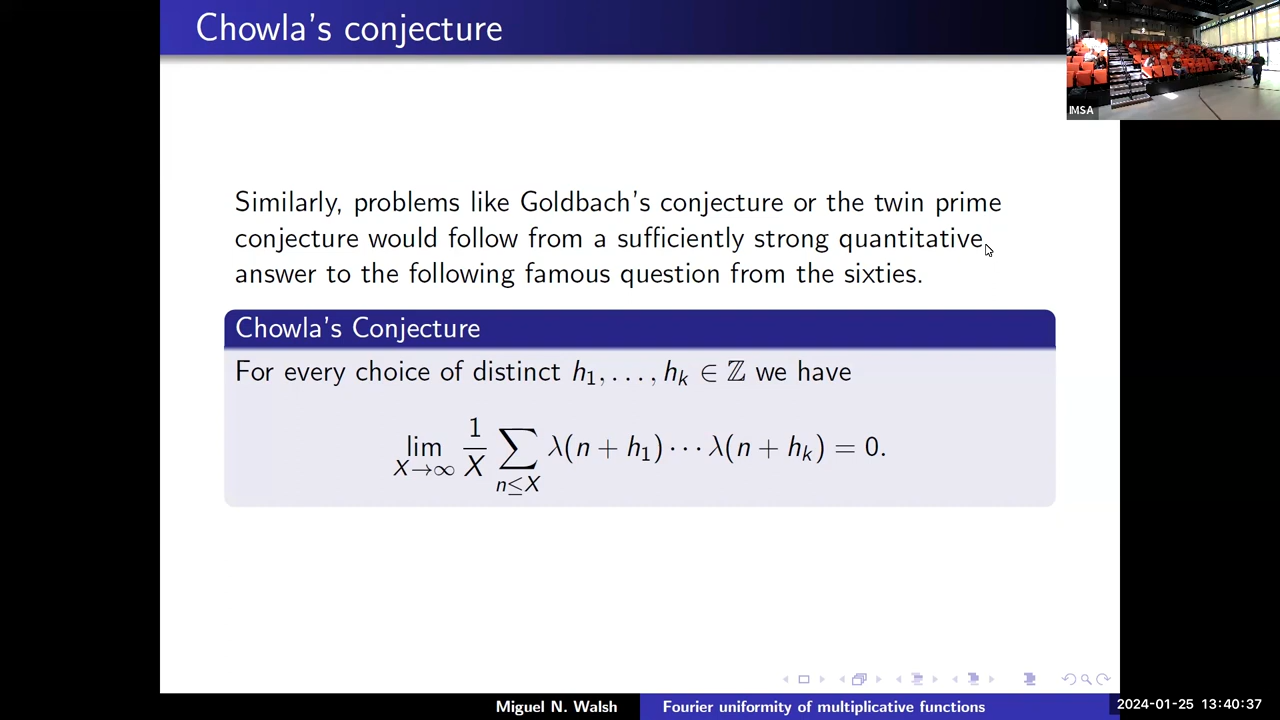 Chowla's conjecture
IMSA
Similarly, problems like Goldbach's conjecture or the twin prime
conjecture would follow from a sufficiently strong quantitative
answer to the following famous question from the sixties.
Chowla's Conjecture
For every choice of distinct h₁, . . . , hₖ ∈ ℤ we have
lim_{X→∞} 1/X ∑_{n≤X} λ(n + h₁) · · · λ(n + hₖ) = 0.
Miguel N. Walsh
Fourier uniformity of multiplicative functions
2024-01-25 13:40:37